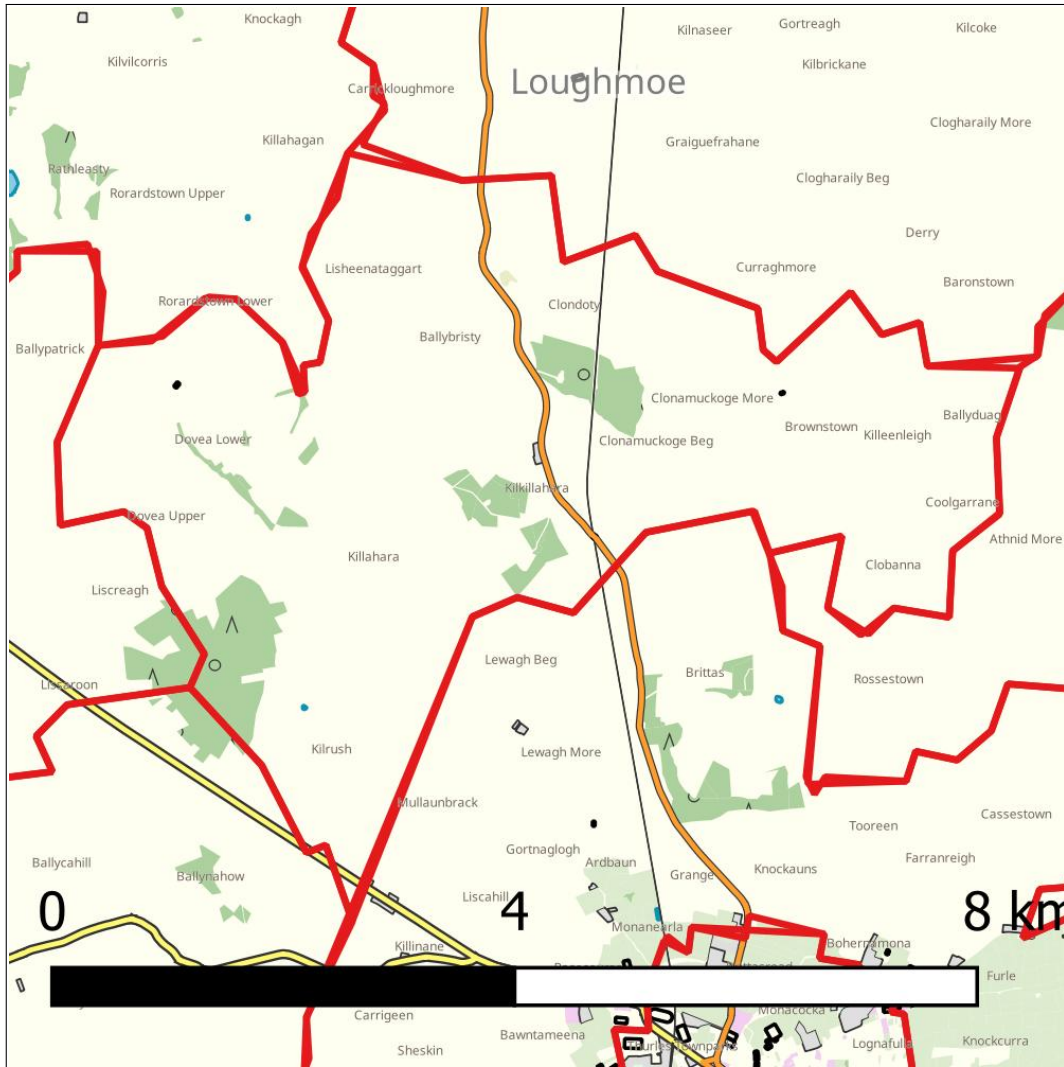 Knockagh
Gortreagh
Kilnaseer
Kilcoke
Kilvilcorris
Kilbrickane
Loughmoe
Carrickloughmore
Clogharaily More
Killahagan
Graiguefrahane
Rathleasty
Clogharaily Beg
Rorardstown Upper
Derry
Lisheenataggart
Curraghmore
Baronstown
Rorardstown Lower
Clondoty
Ballybristy
Ballypatrick
Clonamuckoge More
Ballyduag
Brownstown
Killeenleigh
Dovea Lower
Clonamuckoge Beg
Kilkillahara
Coolgarrane
Dovea Upper
Athnid More
Killahara
Clobanna
Liscreagh
Lewagh Beg
Brittas
Rossestown
Lissaroon
Kilrush
Lewagh More
Mullaunbrack
Cassestown
Tooreen
Gortnaglogh
Ballycahill
Ardbaun
Farranreigh
Knockauns
Ballynahow
Grange
Liscahill
0
4
8 km
Monanearla
Killinane
Bohernamona
Furle
Carrigeen
Monacocka
Bawntameena
Knockcurra
Sheskin
Thurles Townparks
Lognafulla